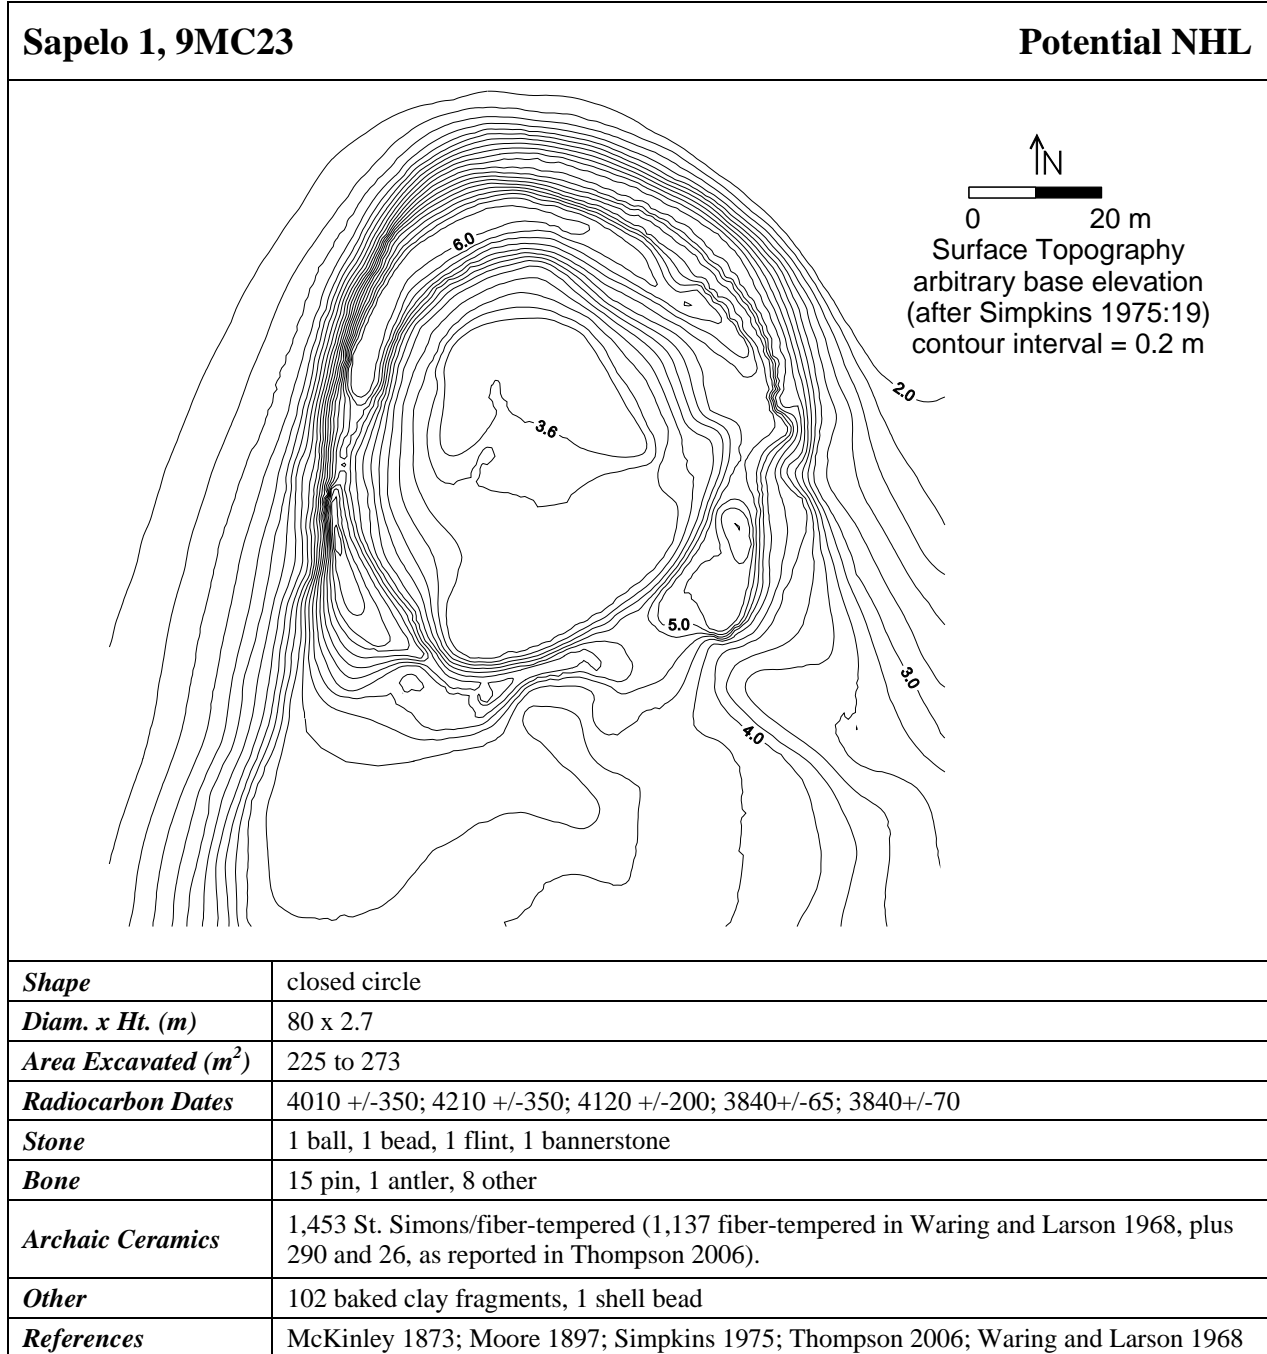 Sapelo 1, 9MC23 Potential NHL
N
0 20 m
Surface Topography
arbitrary base elevation
(after Simpkins 1975:19)
contour interval = 0.2 m
6.0
2.0
3.6
5.0
3.0
4.0
Shape closed circle
Diam. x Ht. (m) 80 x 2.7
Area Excavated (m²) 225 to 273
Radiocarbon Dates 4010 +/-350; 4210 +/-350; 4120 +/-200; 3840+/-65; 3840+/-70
Stone 1 ball, 1 bead, 1 flint, 1 bannerstone
Bone 15 pin, 1 antler, 8 other
Archaic Ceramics 1,453 St. Simons/fiber-tempered (1,137 fiber-tempered in Waring and Larson 1968, plus
290 and 26, as reported in Thompson 2006).
Other 102 baked clay fragments, 1 shell bead
References McKinley 1873; Moore 1897; Simpkins 1975; Thompson 2006; Waring and Larson 1968